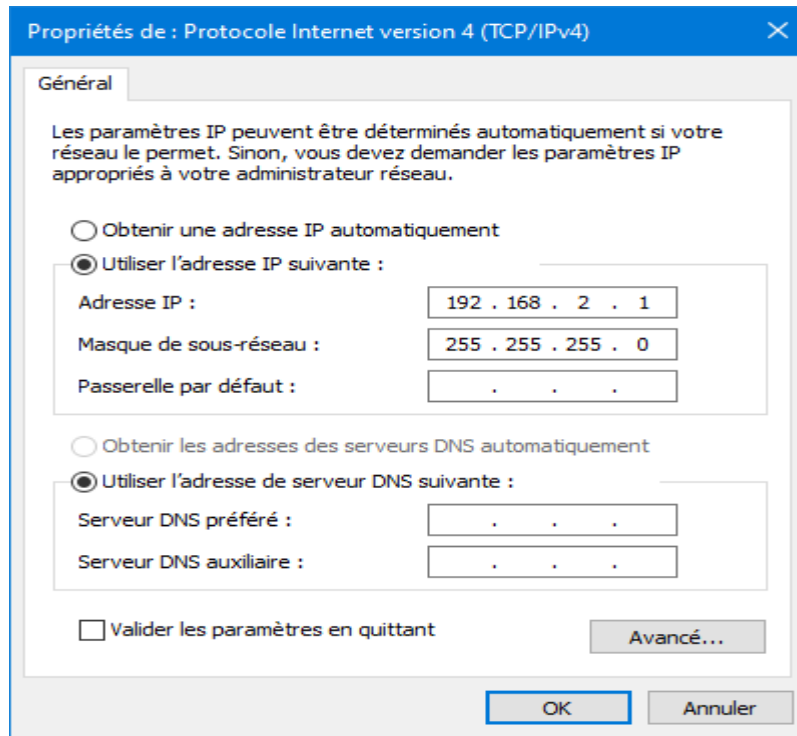 Propriétés de : Protocole Internet version 4 (TCP/IPv4)
Général
Les paramètres IP peuvent être déterminés automatiquement si votre
réseau le permet. Sinon, vous devez demander les paramètres IP
appropriés à votre administrateur réseau.
Obtenir une adresse IP automatiquement
Utiliser l’adresse IP suivante :
Adresse IP : 192 . 168 . 2 . 1
Masque de sous-réseau : 255 . 255 . 255 . 0
Passerelle par défaut : . . .
Obtenir les adresses des serveurs DNS automatiquement
Utiliser l’adresse de serveur DNS suivante :
Serveur DNS préféré : . . .
Serveur DNS auxiliaire : . . .
Valider les paramètres en quittant
Avancé...
OK Annuler